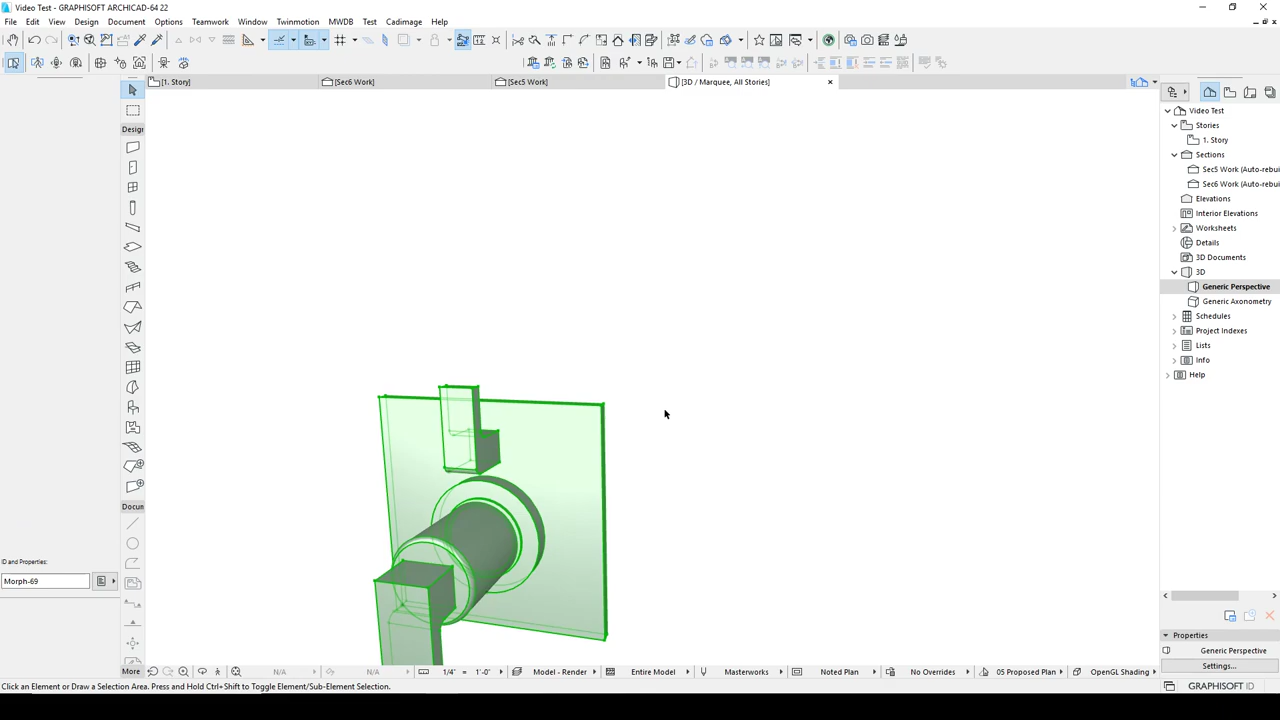 Video Test - GRAPHISOFT ARCHICAD-64 22
File Edit View Design Document Options Teamwork Window Twinmotion MWDB Test Cadimage Help
[1. Story] [Sec6 Work] [Sec5 Work] [3D / Marquee, All Stories]
Desigr
Docun
More
ID and Properties:
Morph-69
Video Test
Stories
1. Story
Sections
Sec5 Work (Auto-rebui
Sec6 Work (Auto-rebui
Elevations
Interior Elevations
Worksheets
Details
3D Documents
3D
Generic Perspective
Generic Axonometry
Schedules
Project Indexes
Lists
Info
Help
Properties
Generic Perspective
Settings...
N/A N/A 1/4" = 1'-0" Model - Render Entire Model Masterworks Noted Plan No Overrides 05 Proposed Plan OpenGL Shading
Click an Element or Draw a Selection Area. Press and Hold Ctrl+Shift to Toggle Element/Sub-Element Selection.
GRAPHISOFT ID